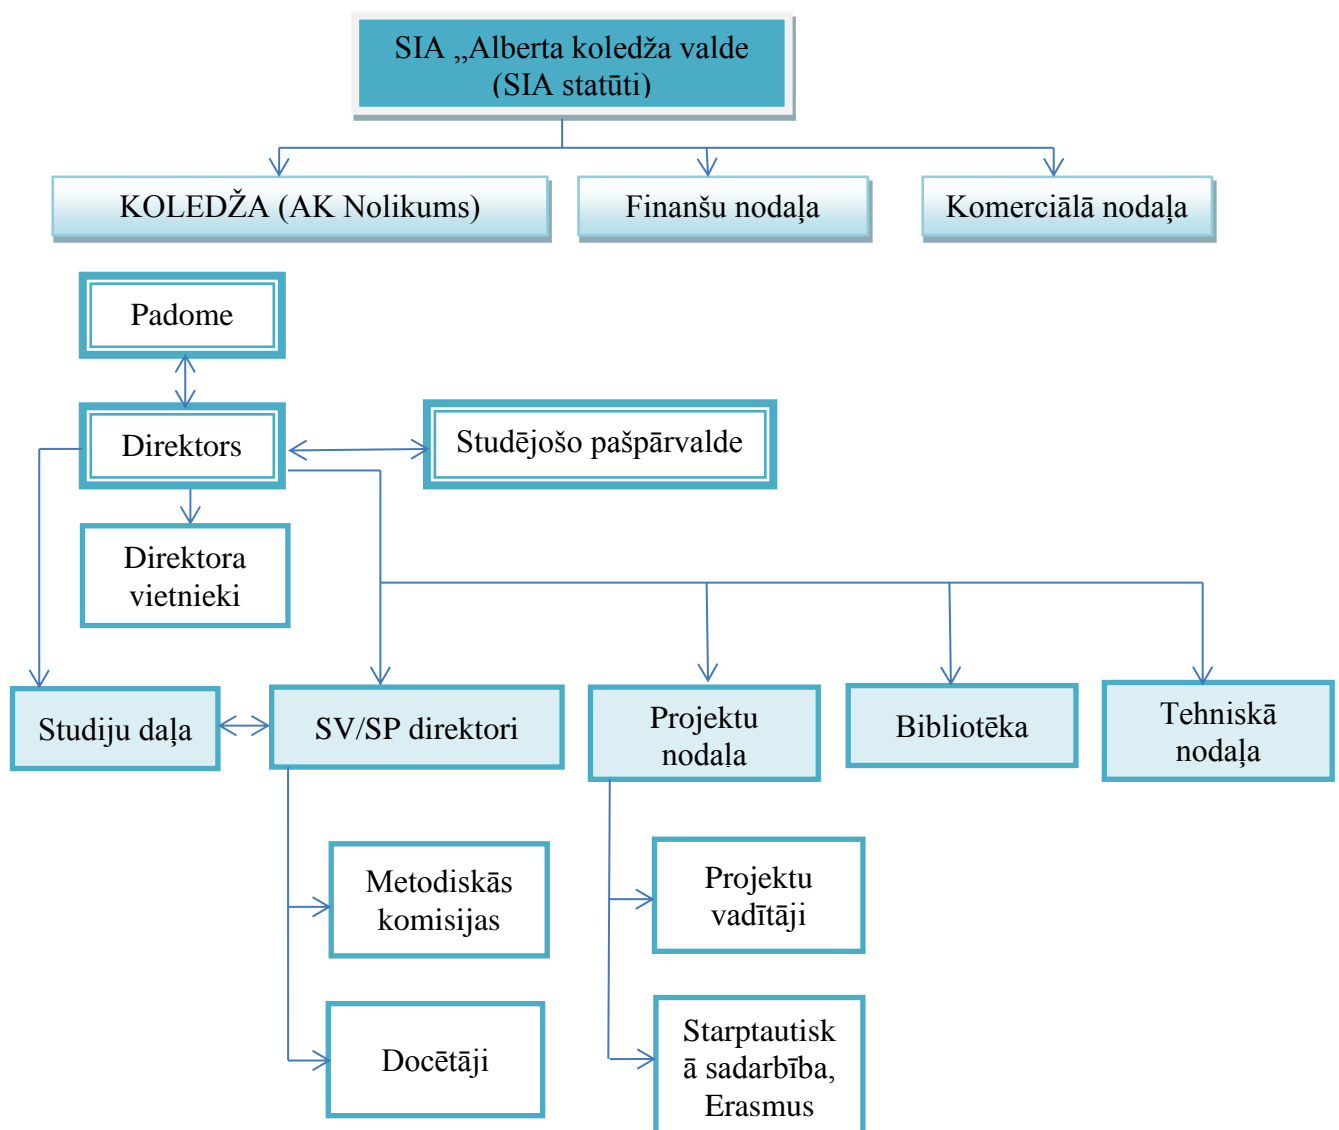 SIA „Alberta koledža valde
(SIA statūti)
KOLEDŽA (AK Nolikums)
Finanšu nodaļa
Komerciālā nodaļa
Padome
Direktors
Studējošo pašpārvalde
Direktora
vietnieki
Studiju daļa
SV/SP direktori
Projektu
nodaļa
Bibliotēka
Tehniskā
nodaļa
Metodiskās
komisijas
Projektu
vadītāji
Docētāji
Starptautisk
ā sadarbība,
Erasmus